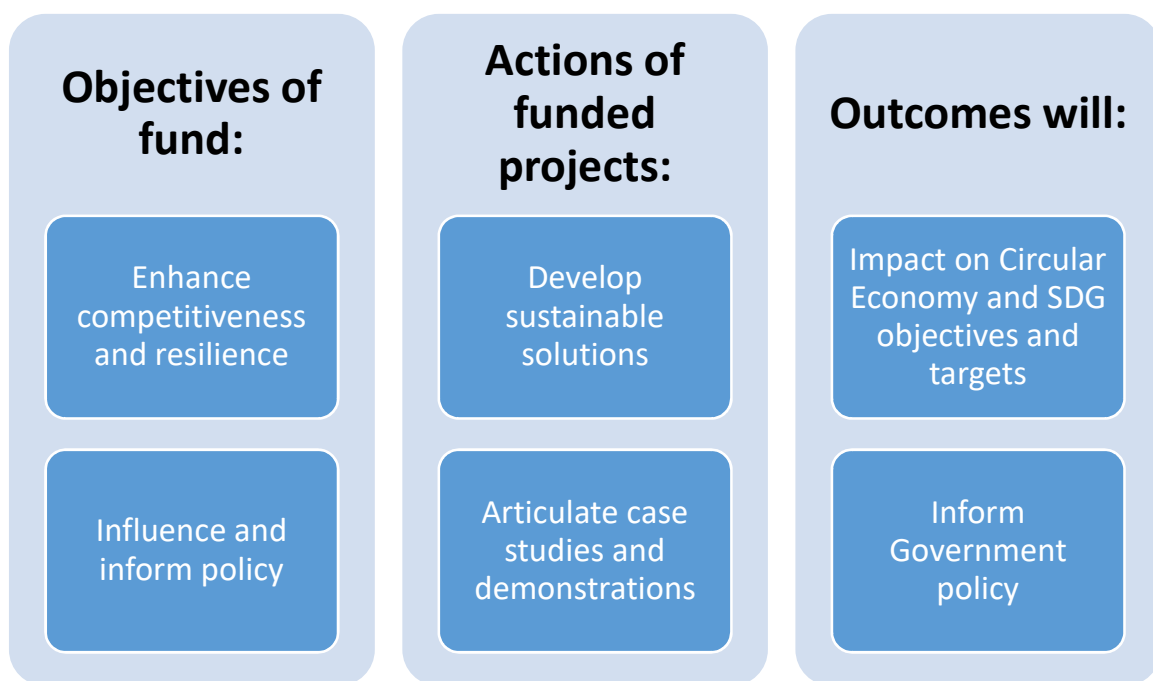 Objectives of
fund:
Enhance
competitiveness
and resilience
Influence and
inform policy
Actions of
funded
projects:
Develop
sustainable
solutions
Articulate case
studies and
demonstrations
Outcomes will:
Impact on Circular
Economy and SDG
objectives and
targets
Inform
Government
policy